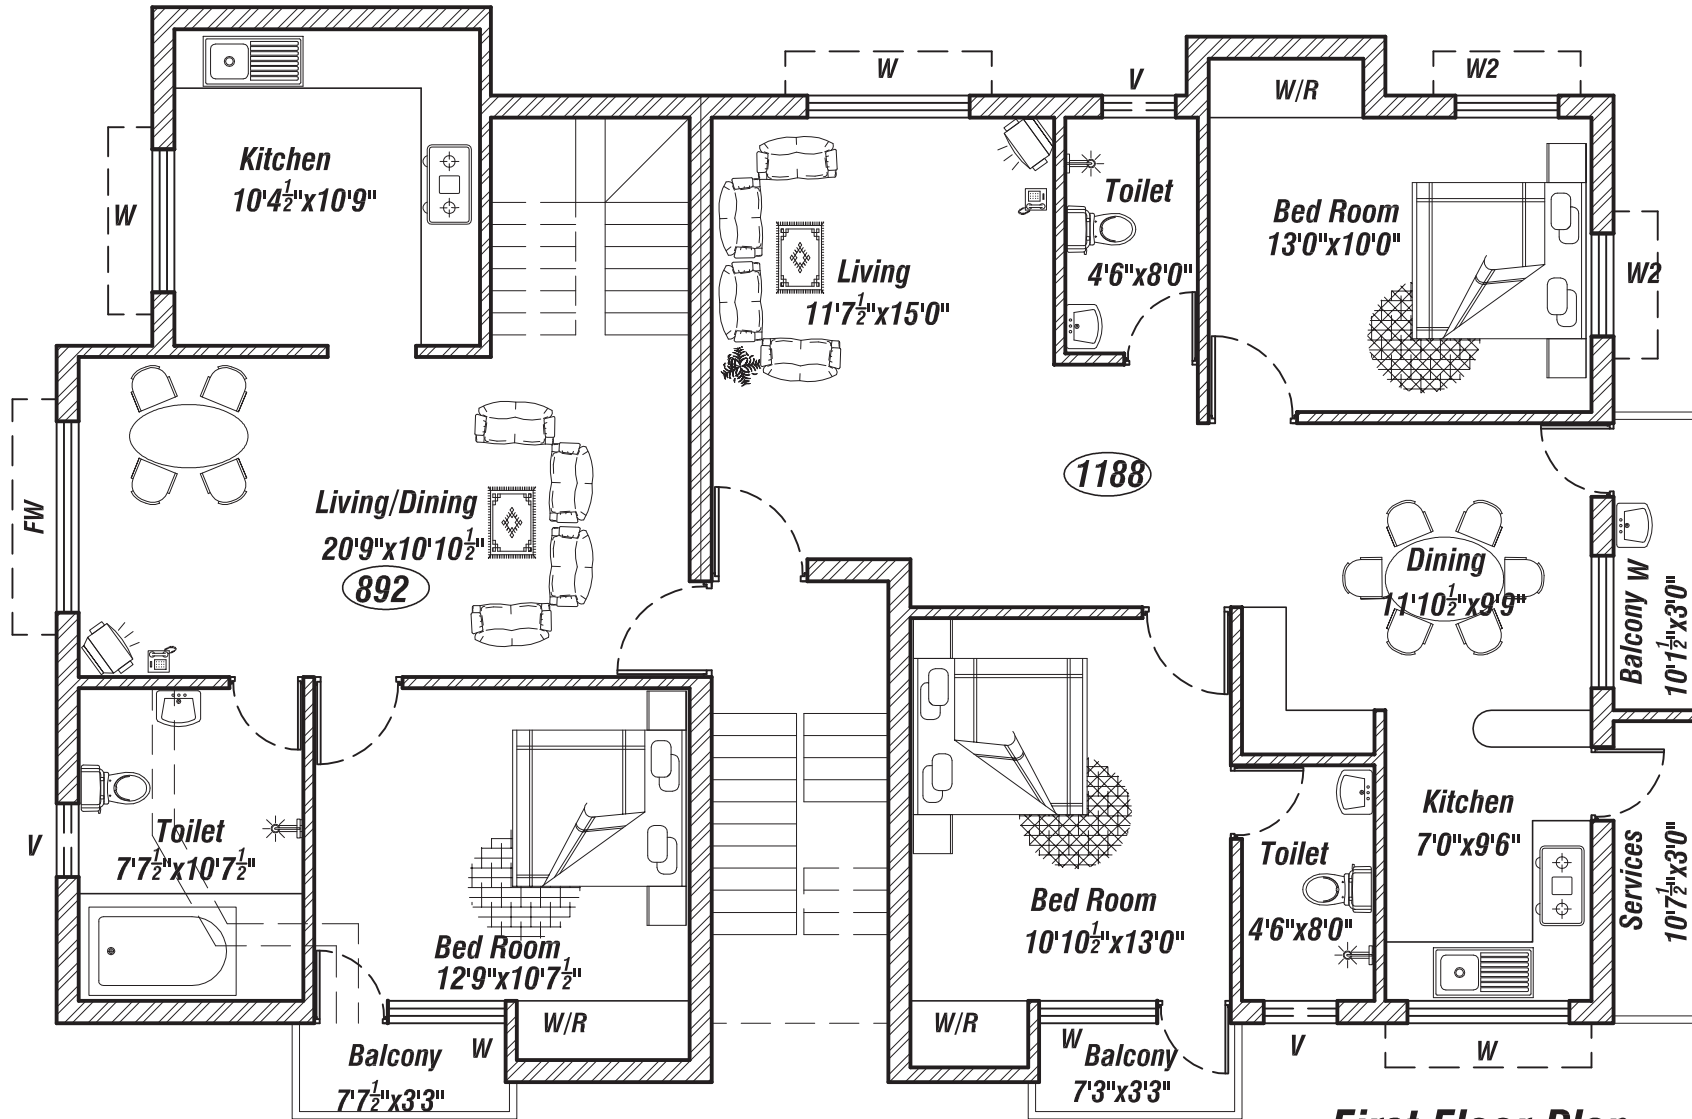 W
V
W2
W/R
Kitchen
10'4½"x10'9"
W
Toilet
4'6"x8'0"
Bed Room
13'0"x10'0"
W2
Living
11'7½"x15'0"
1188
FW
Living/Dining
20'9"x10'10½"
892
Dining
11'10½"x9'9"
Balcony W
10'1½"x3'0"
V
Toilet
7'7½"x10'7½"
Bed Room
12'9"x10'7½"
Bed Room
10'10½"x13'0"
Toilet
4'6"x8'0"
Kitchen
7'0"x9'6"
Services
10'7½"x3'0"
W/R
W/R
Balcony
W
7'7½"x3'3"
W
Balcony
7'3"x3'3"
V
W
First Floor Plan